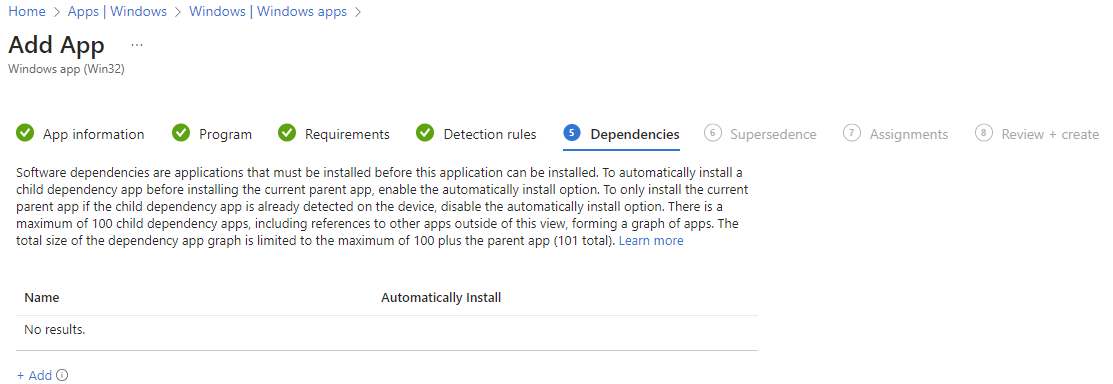 Home > Apps | Windows > Windows | Windows apps >
Add App ...
Windows app (Win32)
App information Program Requirements Detection rules 5 Dependencies 6 Supersedence 7 Assignments 8 Review + create
Software dependencies are applications that must be installed before this application can be installed. To automatically install a
child dependency app before installing the current parent app, enable the automatically install option. To only install the current
parent app if the child dependency app is already detected on the device, disable the automatically install option. There is a
maximum of 100 child dependency apps, including references to other apps outside of this view, forming a graph of apps. The
total size of the dependency app graph is limited to the maximum of 100 plus the parent app (101 total). Learn more
Name Automatically Install
No results.
+ Add